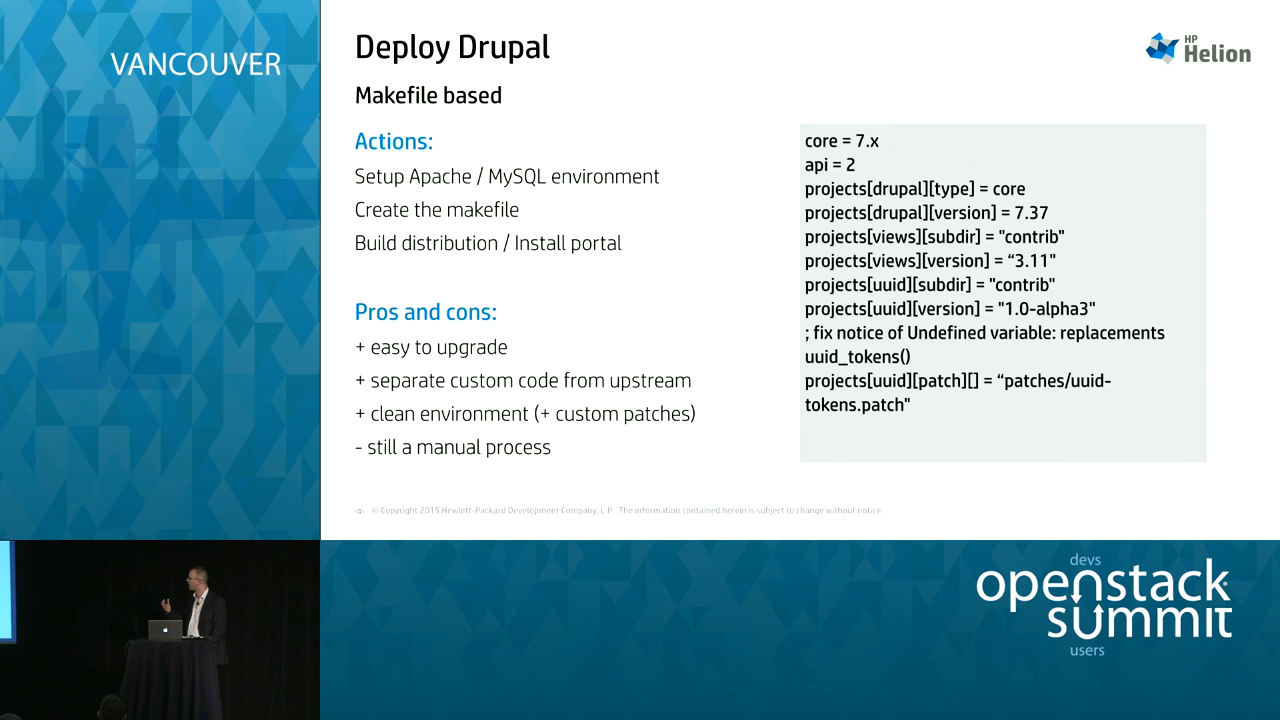 VANCOUVER
Deploy Drupal
HP
Helion
Makefile based
Actions:
Setup Apache / MySQL environment
Create the makefile
Build distribution / Install portal
Pros and cons:
+ easy to upgrade
+ separate custom code from upstream
+ clean environment (+ custom patches)
- still a manual process
core = 7.x
api = 2
projects[drupal][type] = core
projects[drupal][version] = 7.37
projects[views][subdir] = "contrib"
projects[views][version] = “3.11"
projects[uuid][subdir] = "contrib"
projects[uuid][version] = "1.0-alpha3"
; fix notice of Undefined variable: replacements
uuid_tokens()
projects[uuid][patch][] = “patches/uuid-
tokens.patch"
© Copyright 2015 Hewlett-Packard Development Company, L.P. The information contained herein is subject to change without notice.
devs
openstack
summit
users